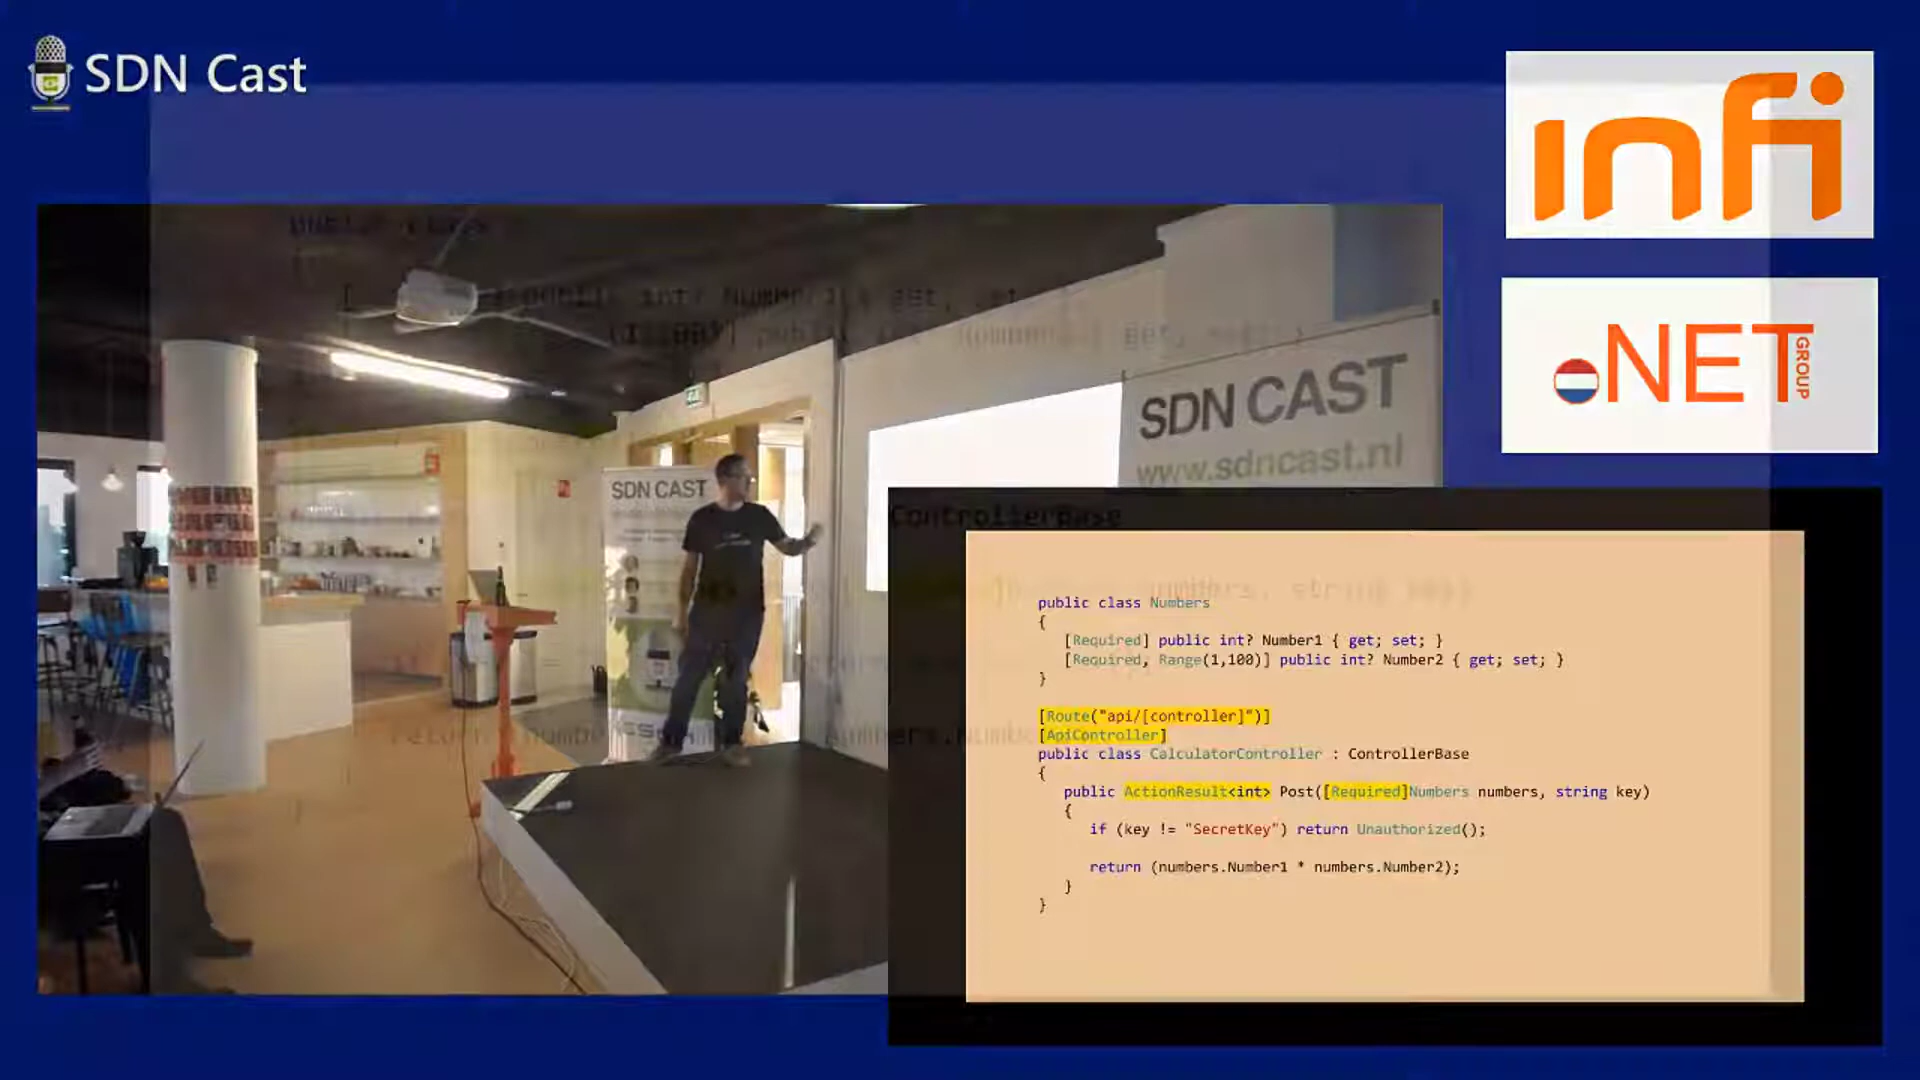 SDN Cast
infi
.NET
GROUP
SDN CAST
www.sdncast.nl
SDN CAST
ControllerBase
public class Numbers
{
[Required] public int? Number1 { get; set; }
[Required, Range(1,100)] public int? Number2 { get; set; }
}
[Route("api/[controller]")]
[ApiController]
public class CalculatorController : ControllerBase
{
public ActionResult<int> Post([Required]Numbers numbers, string key)
{
if (key != "SecretKey") return Unauthorized();
return (numbers.Number1 * numbers.Number2);
}
}